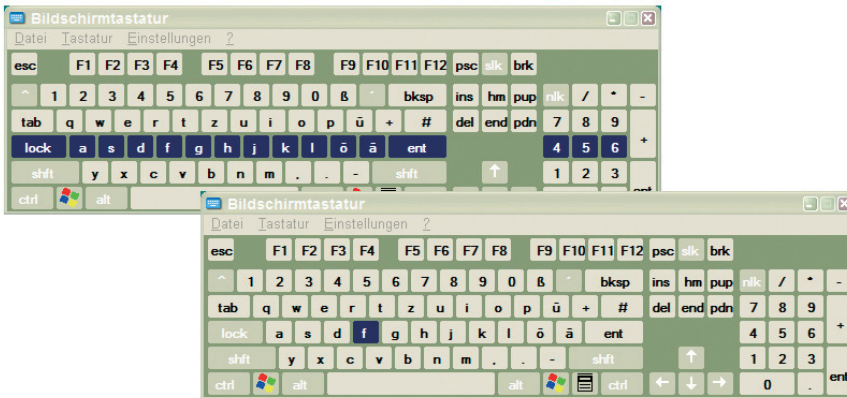 Bildschirmtastatur
Datei Tastatur Einstellungen ?
esc F1 F2 F3 F4 F5 F6 F7 F8 F9 F10 F11 F12 psc slk brk
^ 1 2 3 4 5 6 7 8 9 0 ß ´ bksp ins hm pup nlk / * -
tab q w e r t z u i o p ü + # del end pdn 7 8 9
lock a s d f g h j k l ö ä ent 4 5 6 +
shft y x c v b n m , . - shft ↑ 1 2 3
ctrl alt
Bildschirmtastatur
Datei Tastatur Einstellungen ?
esc F1 F2 F3 F4 F5 F6 F7 F8 F9 F10 F11 F12 psc slk brk
^ 1 2 3 4 5 6 7 8 9 0 ß ´ bksp ins hm pup nlk / * -
tab q w e r t z u i o p ü + # del end pdn 7 8 9
lock a s d f g h j k l ö ä ent 4 5 6 +
shft y x c v b n m , . - shft ↑ 1 2 3
ctrl alt alt ctrl ← ↓ → 0 . ent